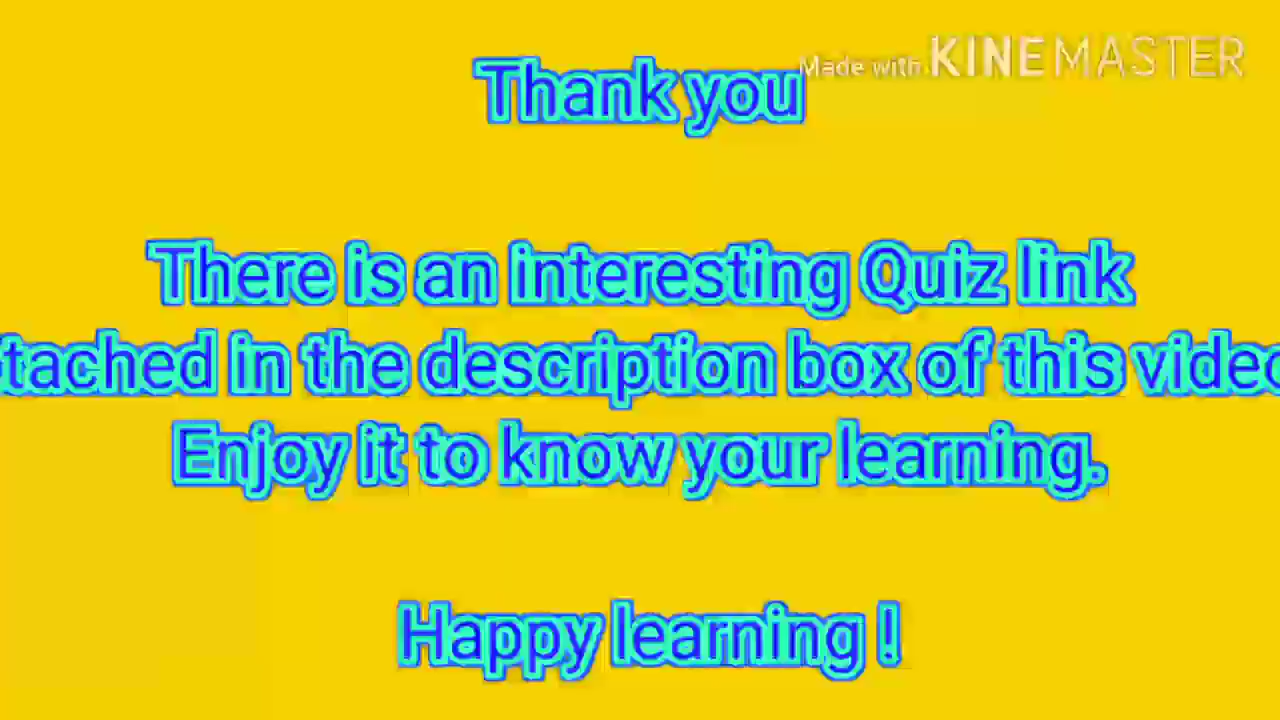 Made with KINEMASTER
Thank you
There is an interesting Quiz link
tached in the description box of this video
Enjoy it to know your learning.
Happy learning !